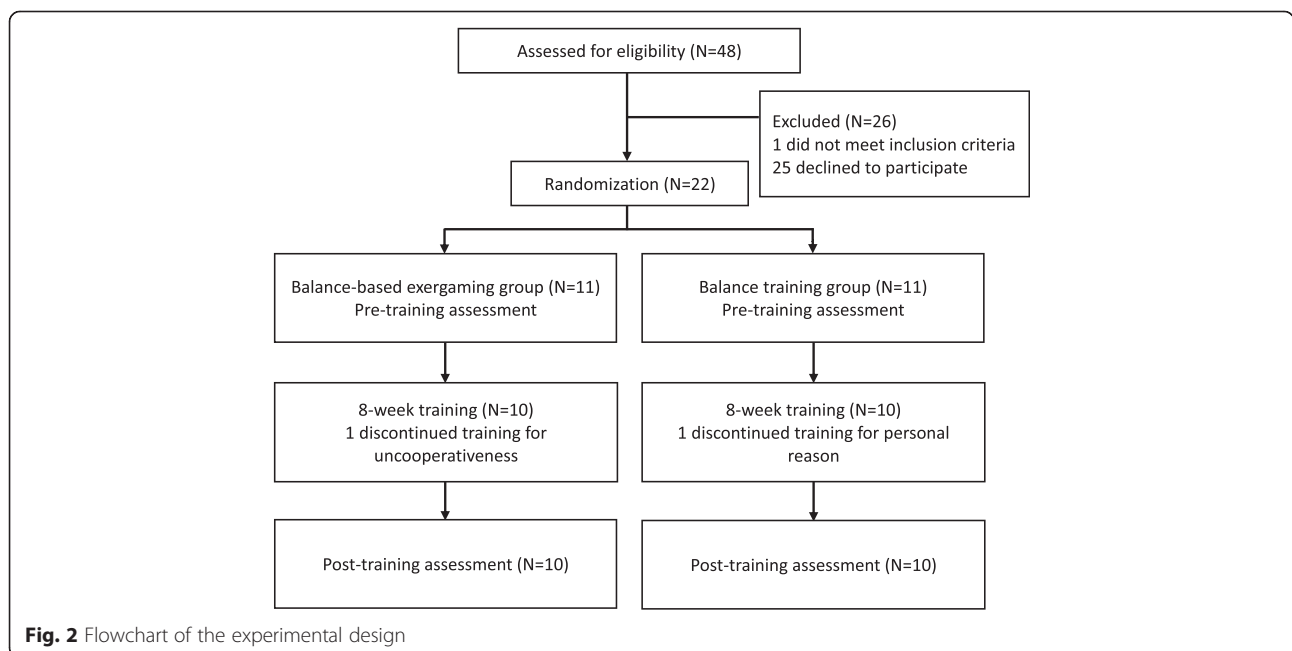 Assessed for eligibility (N=48)
Excluded (N=26)
1 did not meet inclusion criteria
25 declined to participate
Randomization (N=22)
Balance-based exergaming group (N=11)
Pre-training assessment
Balance training group (N=11)
Pre-training assessment
8-week training (N=10)
1 discontinued training for
uncooperativeness
8-week training (N=10)
1 discontinued training for personal
reason
Post-training assessment (N=10)
Post-training assessment (N=10)
Fig. 2 Flowchart of the experimental design